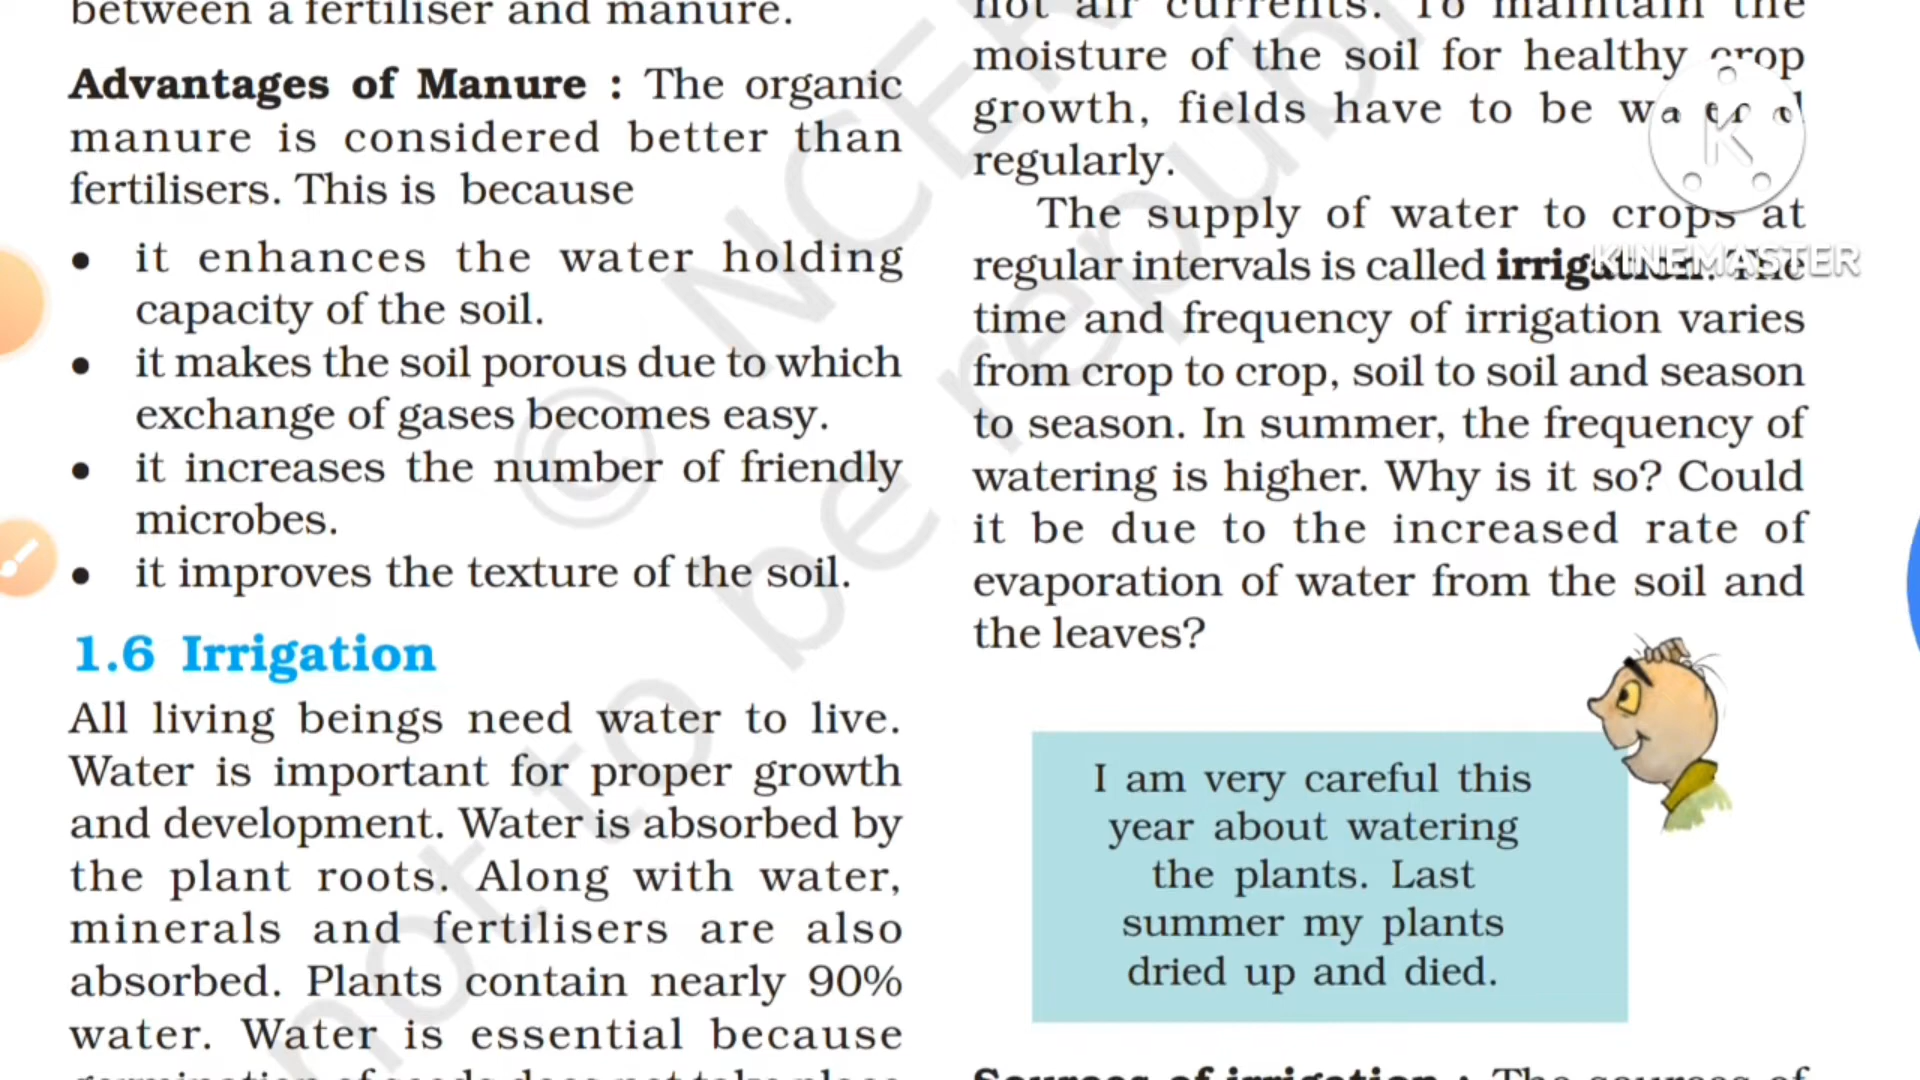 between a fertiliser and manure.
Advantages of Manure : The organic
manure is considered better than
fertilisers. This is because
• it enhances the water holding
capacity of the soil.
• it makes the soil porous due to which
exchange of gases becomes easy.
• it increases the number of friendly
microbes.
• it improves the texture of the soil.
1.6 Irrigation
All living beings need water to live.
Water is important for proper growth
and development. Water is absorbed by
the plant roots. Along with water,
minerals and fertilisers are also
absorbed. Plants contain nearly 90%
water. Water is essential because
germination of seeds does not take place
not air currents. To maintain the
moisture of the soil for healthy crop
growth, fields have to be watered
regularly.
The supply of water to crops at
regular intervals is called irrigation. The
time and frequency of irrigation varies
from crop to crop, soil to soil and season
to season. In summer, the frequency of
watering is higher. Why is it so? Could
it be due to the increased rate of
evaporation of water from the soil and
the leaves?
I am very careful this
year about watering
the plants. Last
summer my plants
dried up and died.
Sources of irrigation : The sources of
© NCER
not to be republ
K
KINEMASTER